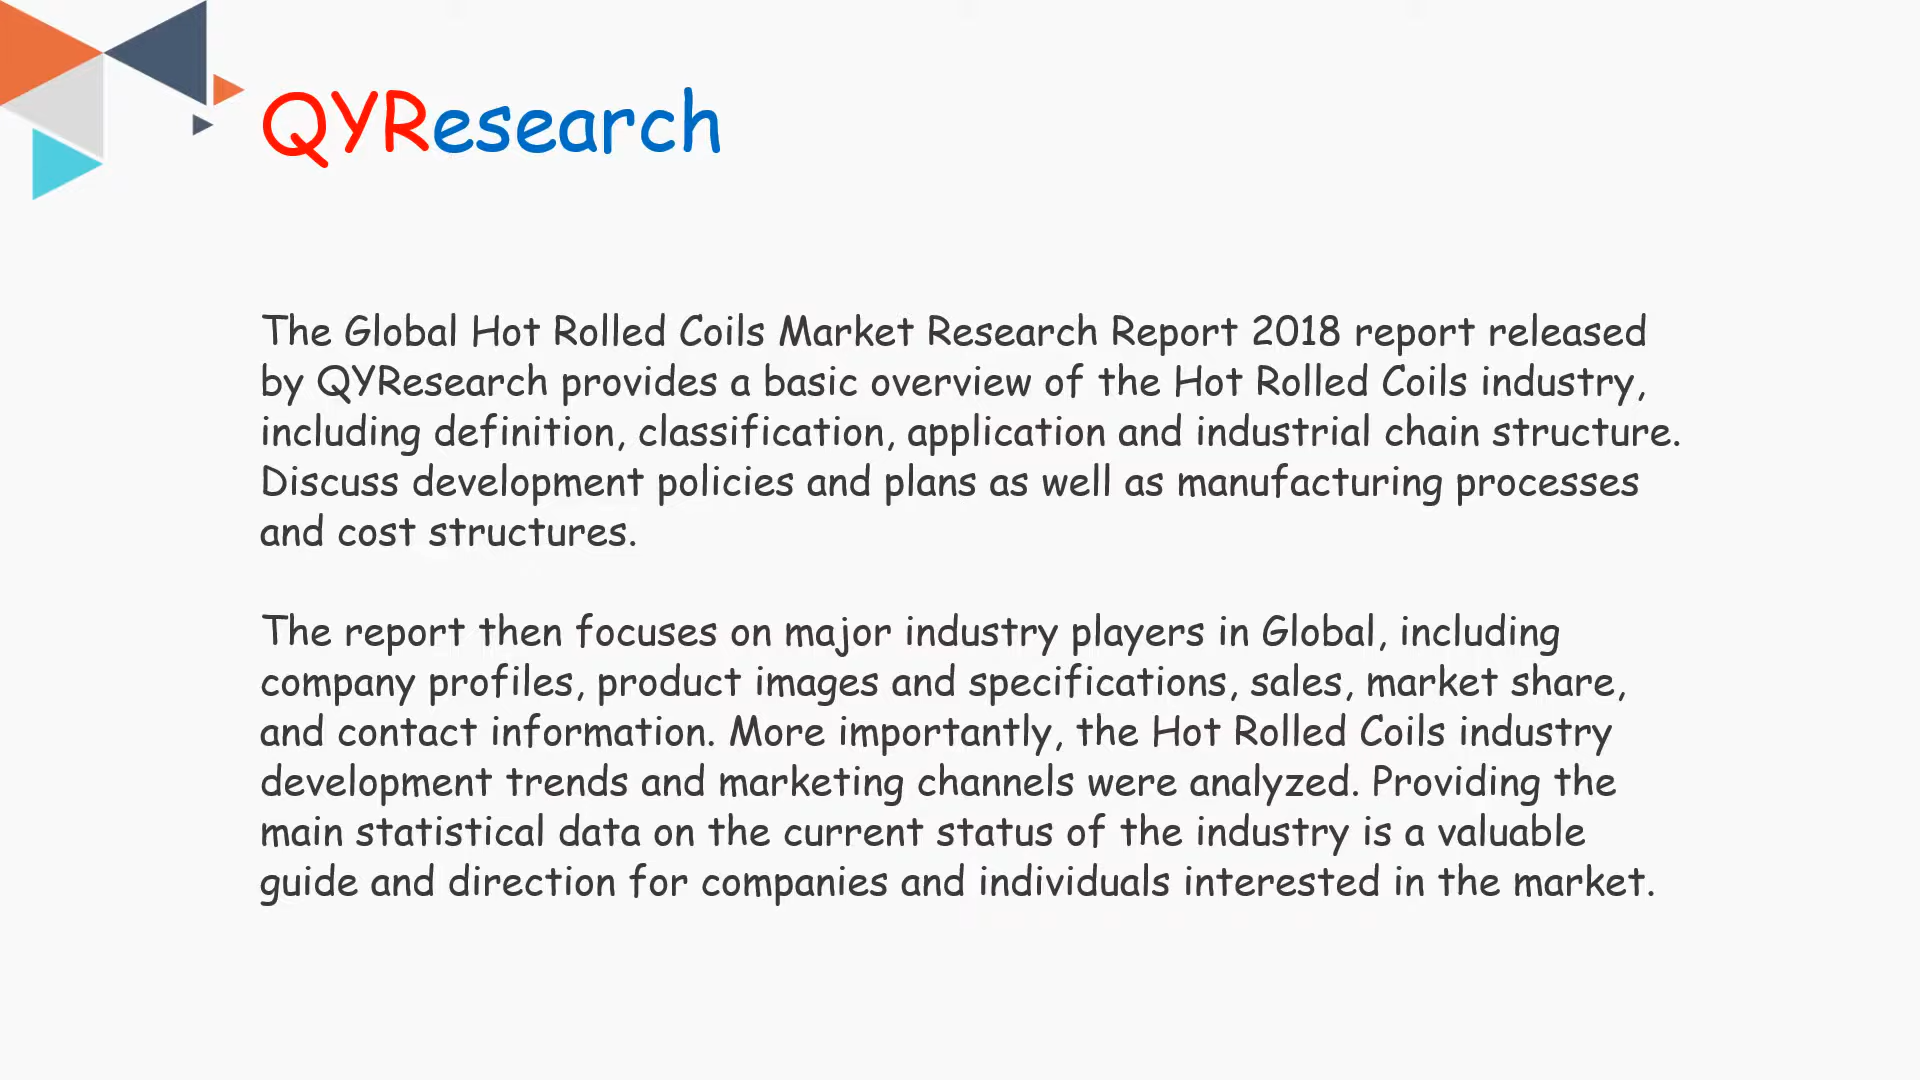 QYResearch
The Global Hot Rolled Coils Market Research Report 2018 report released
by QYResearch provides a basic overview of the Hot Rolled Coils industry,
including definition, classification, application and industrial chain structure.
Discuss development policies and plans as well as manufacturing processes
and cost structures.
The report then focuses on major industry players in Global, including
company profiles, product images and specifications, sales, market share,
and contact information. More importantly, the Hot Rolled Coils industry
development trends and marketing channels were analyzed. Providing the
main statistical data on the current status of the industry is a valuable
guide and direction for companies and individuals interested in the market.